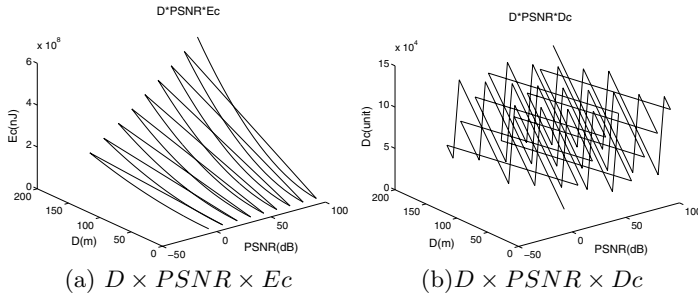 D*PSNR*Ec
x 10^8
6
4
2
0
Ec(nJ)
200
150
100
50
0
D(m)
−50
0
50
100
PSNR(dB)
(a) D × PSNR × Ec
D*PSNR*Dc
x 10^4
15
10
5
0
Dc(unit)
200
150
100
50
0
D(m)
−50
0
50
100
PSNR(dB)
(b)D × PSNR × Dc